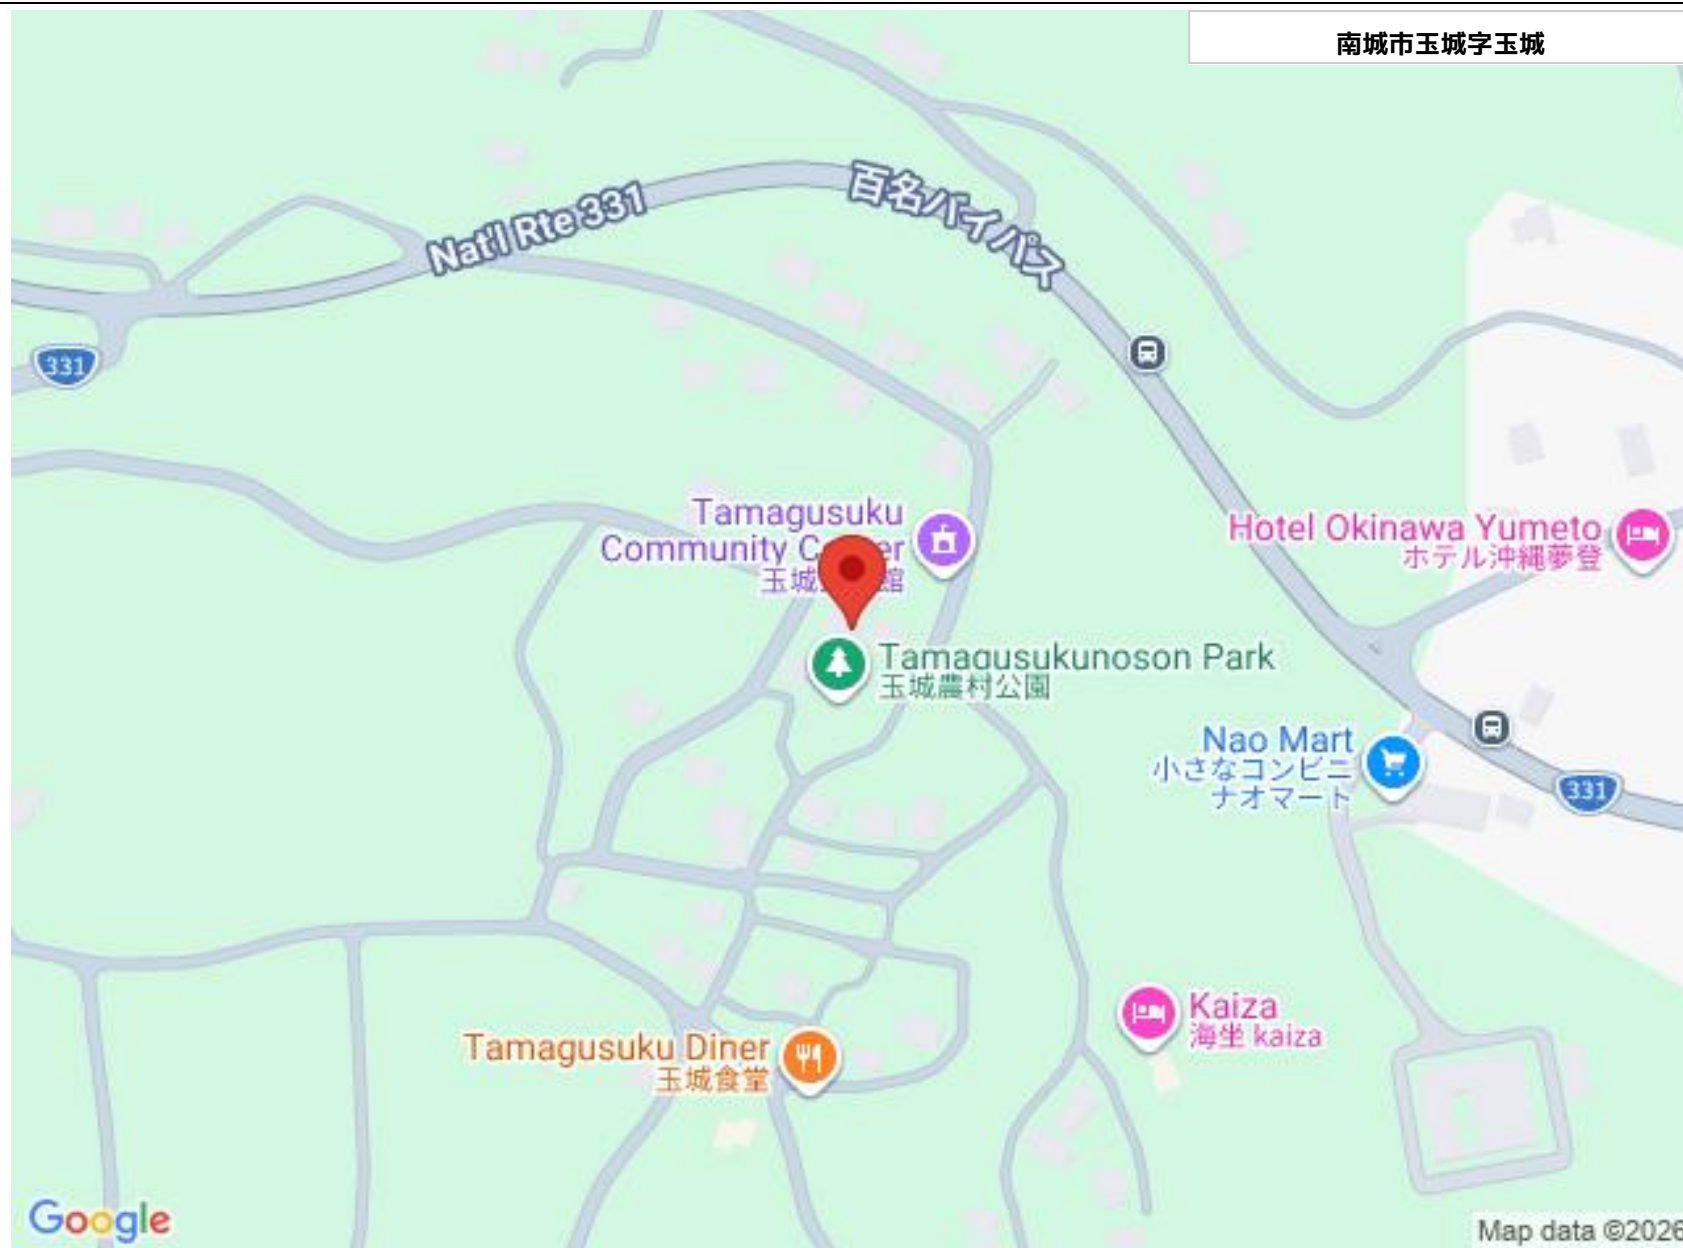 南城市玉城字玉城
Nat'l Rte 331
百名バイパス
331
Tamagusuku
Community C
er
玉城
館
Hotel Okinawa Yumeto
ホテル沖縄夢登
Tamagusukunoson Park
玉城農村公園
Nao Mart
小さなコンビニ
ナオマート
331
Kaiza
海坐 kaiza
Tamagusuku Diner
玉城食堂
Google
Map data ©2026